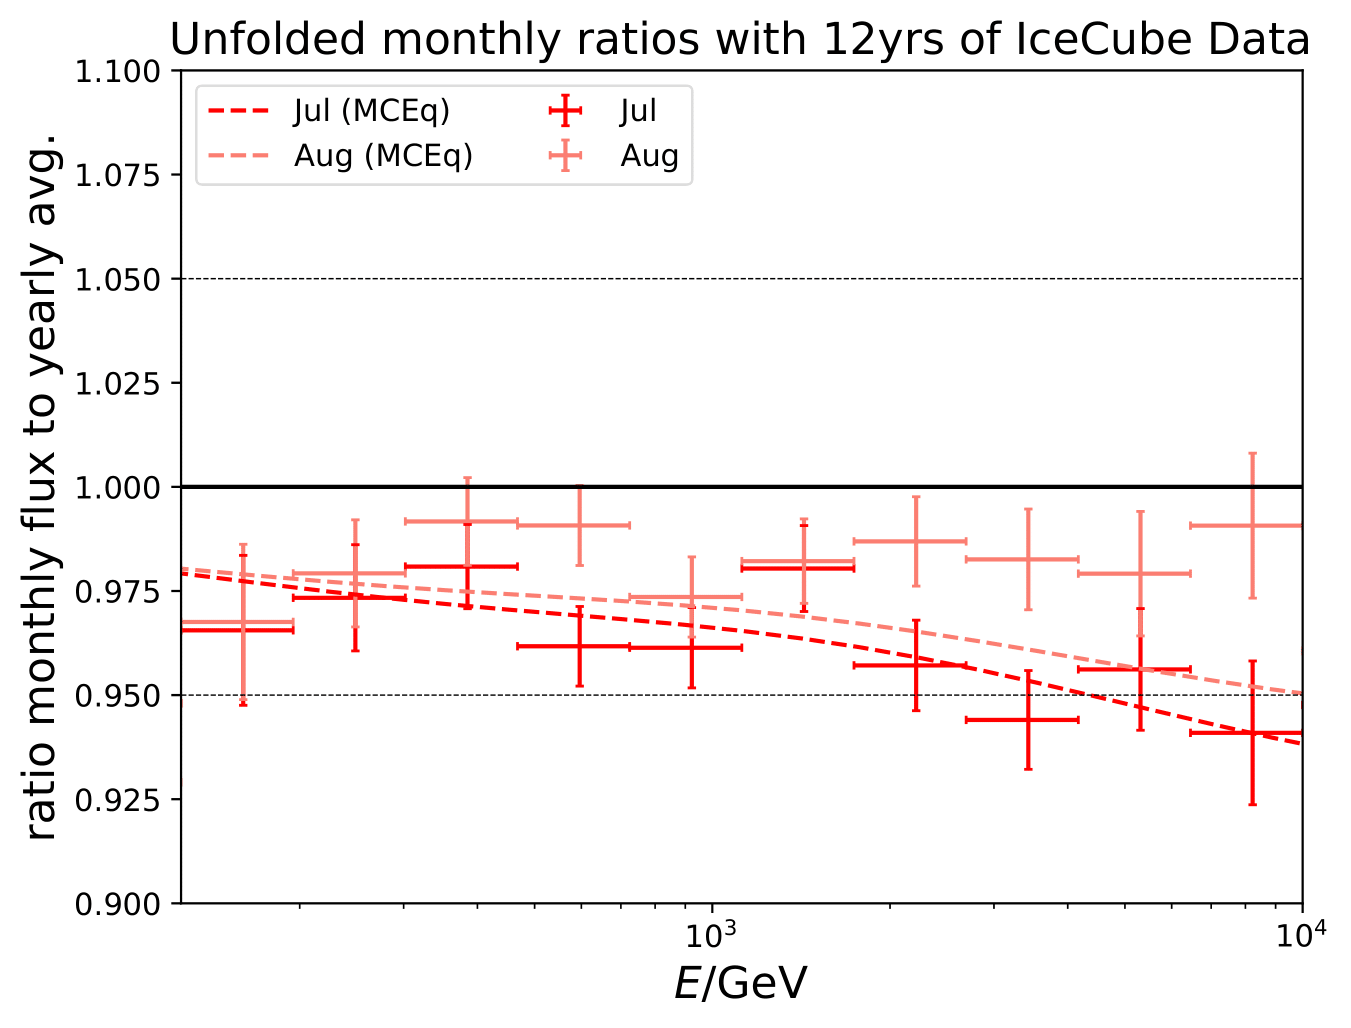 Unfolded monthly ratios with 12yrs of IceCube Data
ratio monthly flux to yearly avg.
1.100
1.075
1.050
1.025
1.000
0.975
0.950
0.925
0.900
Jul (MCEq)
Aug (MCEq)
Jul
Aug
10³
10⁴
E/GeV